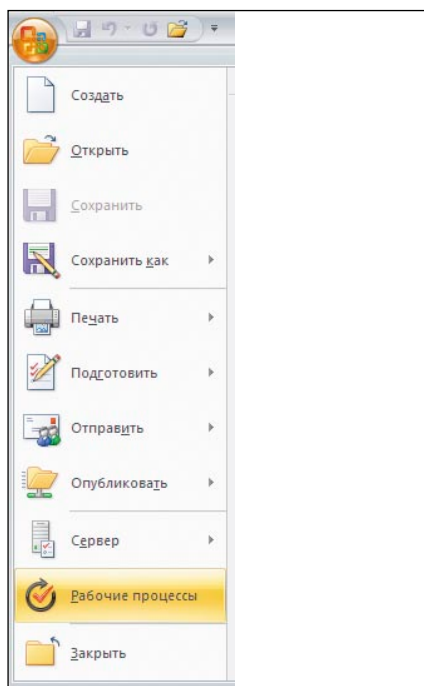 Создать
Открыть
Сохранить
Сохранить как
Печать
Подготовить
Отправить
Опубликовать
Сервер
Рабочие процессы
Закрыть